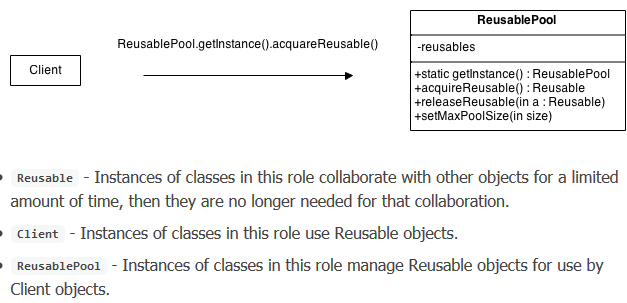 ReusablePool
ReusablePool.getInstance().acquareReusable()
-reusables
Client
+static getInstance() : ReusablePool
+acquireReusable() : Reusable
+releaseReusable(in a : Reusable)
+setMaxPoolSize(in size)
• Reusable - Instances of classes in this role collaborate with other objects for a limited
amount of time, then they are no longer needed for that collaboration.
• Client - Instances of classes in this role use Reusable objects.
• ReusablePool - Instances of classes in this role manage Reusable objects for use by
Client objects.